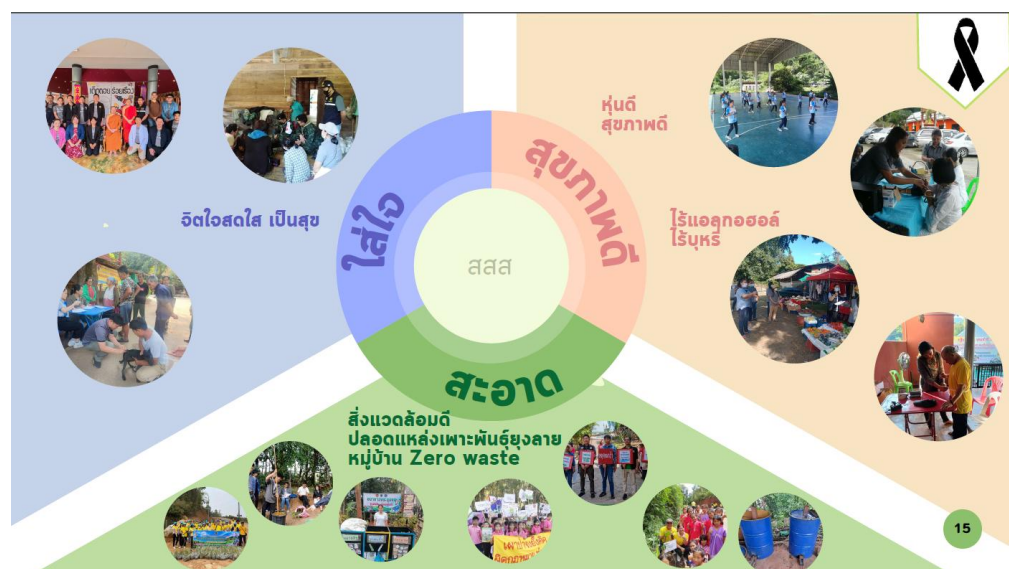 ใส่ใจ
จิตใจสดใส เป็นสุข
สุขภาพดี
หุ่นดี
สุขภาพดี
ไร้แอลกอฮอล์
ไร้บุหรี่
สสส
สะอาด
สิ่งแวดล้อมดี
ปลอดแหล่งเพาะพันธุ์ยุงลาย
หมู่บ้าน Zero waste
15